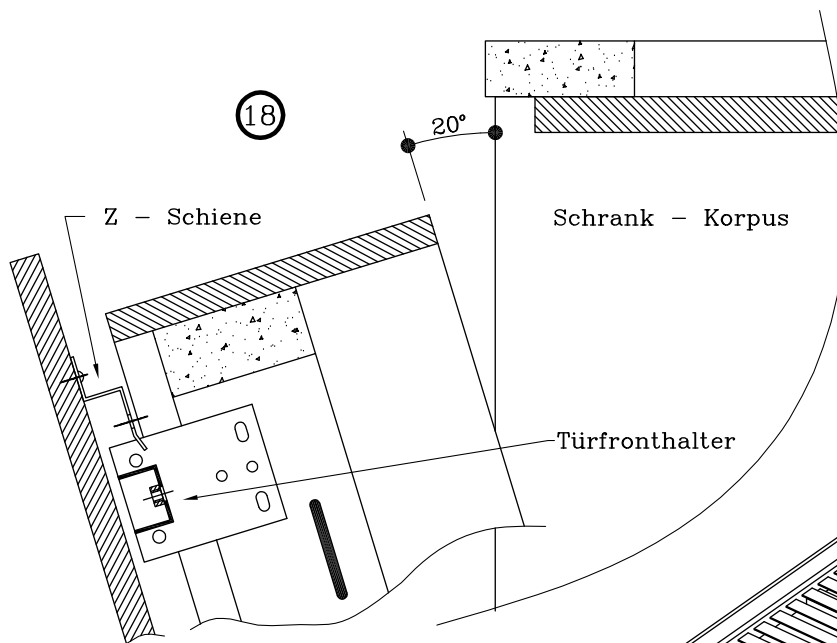 18
20°
Z - Schiene
Schrank - Korpus
Türfronthalter